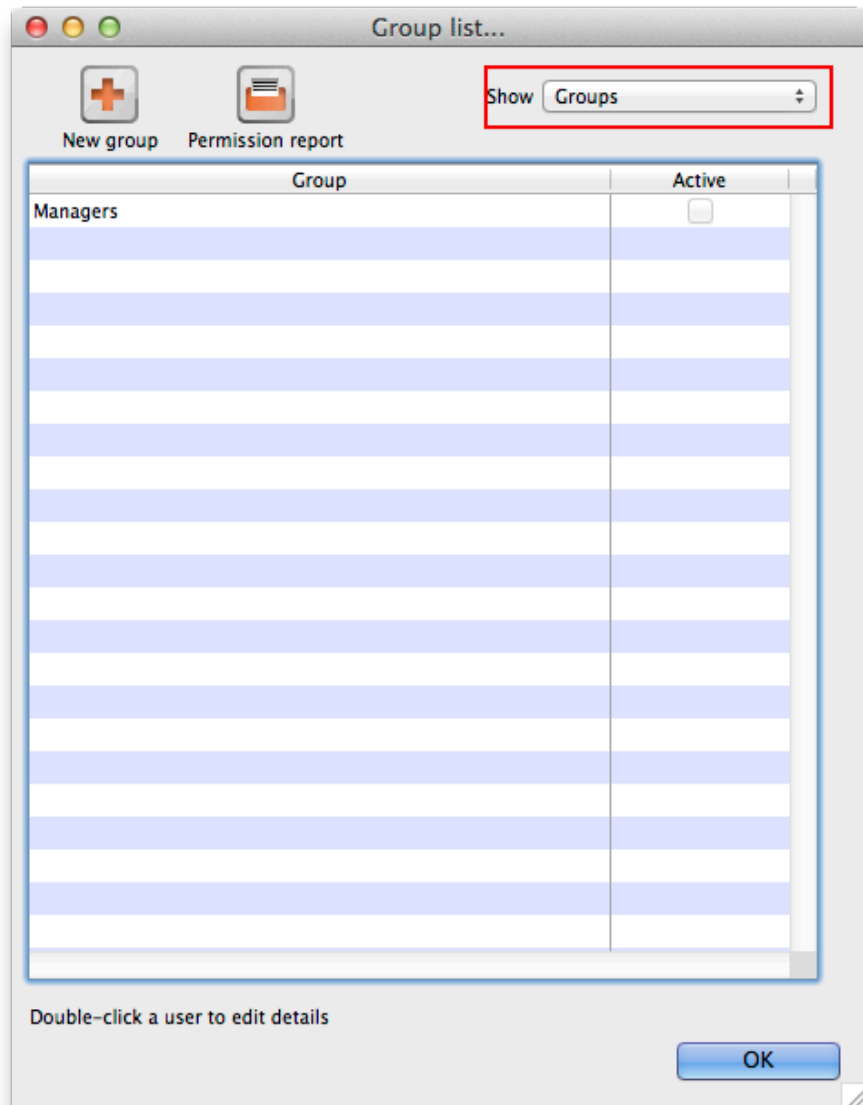 Group list...
Show Groups
New group Permission report
Group Active
Managers
Double-click a user to edit details
OK